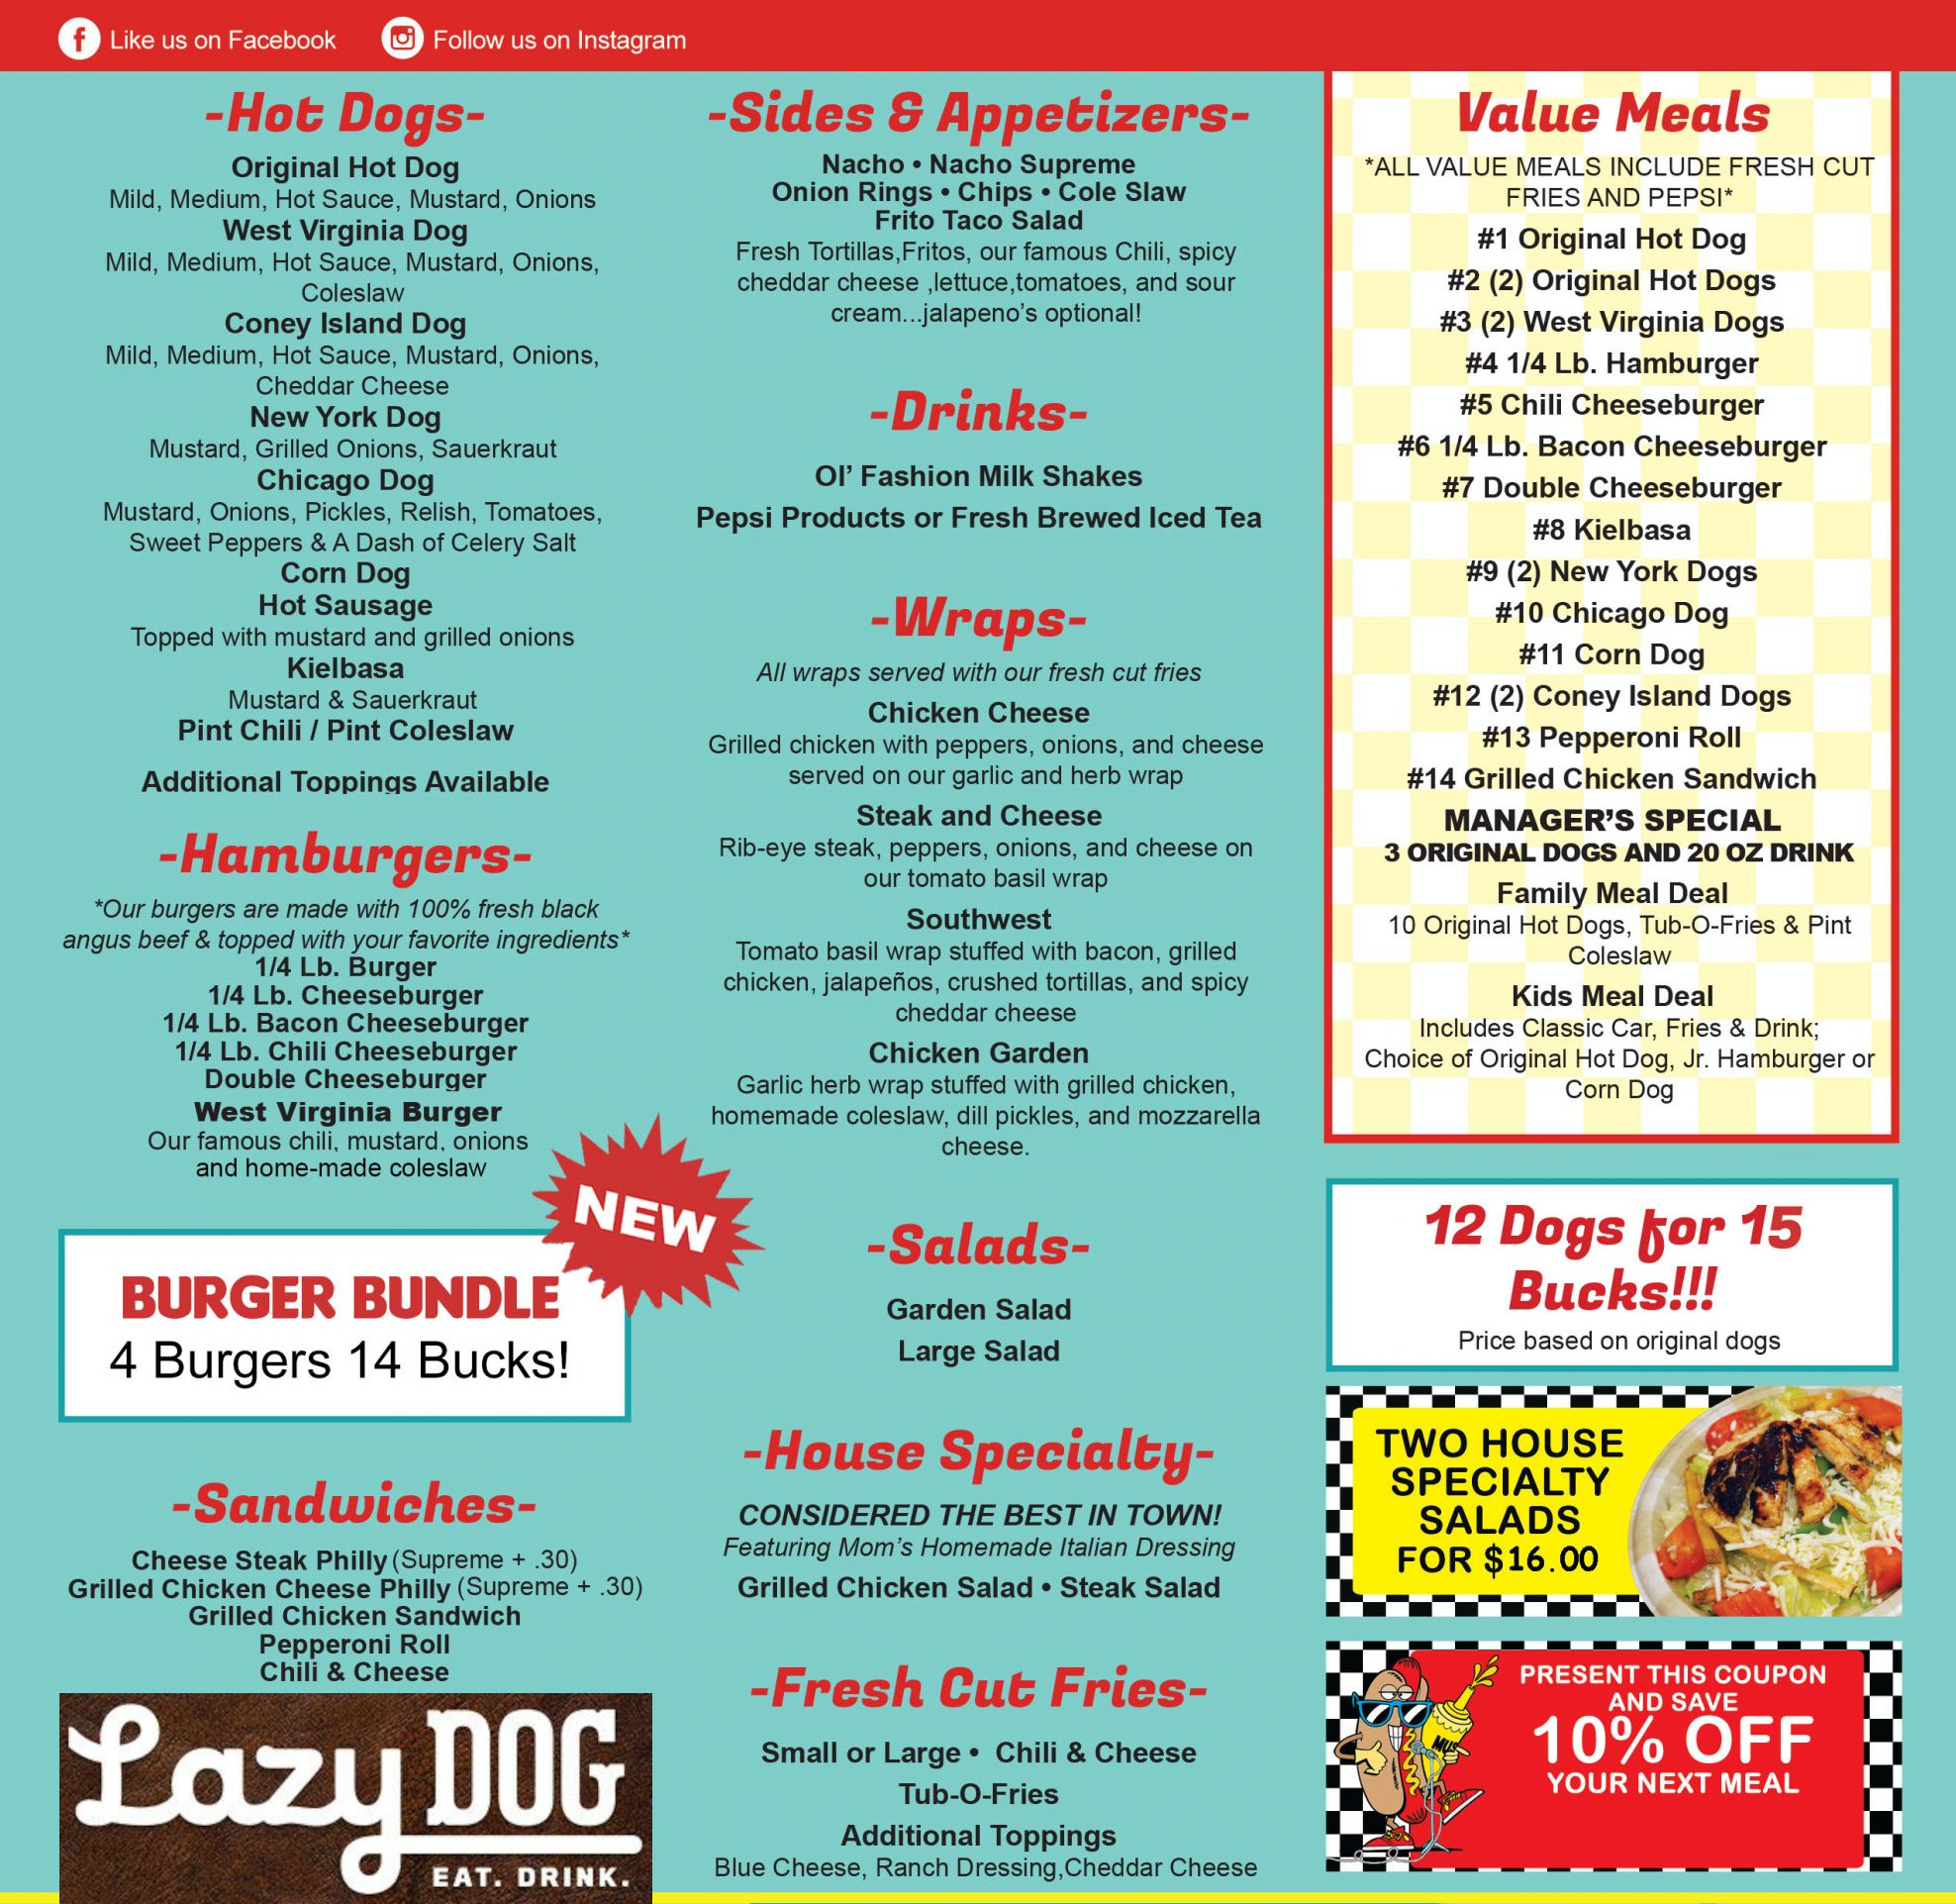 Like us on Facebook
Follow us on Instagram
-Hot Dogs-
Original Hot Dog
Mild, Medium, Hot Sauce, Mustard, Onions
West Virginia Dog
Mild, Medium, Hot Sauce, Mustard, Onions,
Coleslaw
Coney Island Dog
Mild, Medium, Hot Sauce, Mustard, Onions,
Cheddar Cheese
New York Dog
Mustard, Grilled Onions, Sauerkraut
Chicago Dog
Mustard, Onions, Pickles, Relish, Tomatoes,
Sweet Peppers & A Dash of Celery Salt
Corn Dog
Hot Sausage
Topped with mustard and grilled onions
Kielbasa
Mustard & Sauerkraut
Pint Chili / Pint Coleslaw
Additional Toppings Available
-Hamburgers-
*Our burgers are made with 100% fresh black
angus beef & topped with your favorite ingredients*
1/4 Lb. Burger
1/4 Lb. Cheeseburger
1/4 Lb. Bacon Cheeseburger
1/4 Lb. Chili Cheeseburger
Double Cheeseburger
West Virginia Burger
Our famous chili, mustard, onions
and home-made coleslaw
NEW
BURGER BUNDLE
4 Burgers 14 Bucks!
-Sandwiches-
Cheese Steak Philly (Supreme + .30)
Grilled Chicken Cheese Philly (Supreme + .30)
Grilled Chicken Sandwich
Pepperoni Roll
Chili & Cheese
Lazy DOG
EAT. DRINK.
-Sides & Appetizers-
Nacho • Nacho Supreme
Onion Rings • Chips • Cole Slaw
Frito Taco Salad
Fresh Tortillas,Fritos, our famous Chili, spicy
cheddar cheese ,lettuce,tomatoes, and sour
cream...jalapeno's optional!
-Drinks-
Ol' Fashion Milk Shakes
Pepsi Products or Fresh Brewed Iced Tea
-Wraps-
All wraps served with our fresh cut fries
Chicken Cheese
Grilled chicken with peppers, onions, and cheese
served on our garlic and herb wrap
Steak and Cheese
Rib-eye steak, peppers, onions, and cheese on
our tomato basil wrap
Southwest
Tomato basil wrap stuffed with bacon, grilled
chicken, jalapeños, crushed tortillas, and spicy
cheddar cheese
Chicken Garden
Garlic herb wrap stuffed with grilled chicken,
homemade coleslaw, dill pickles, and mozzarella
cheese.
-Salads-
Garden Salad
Large Salad
-House Specialty-
CONSIDERED THE BEST IN TOWN!
Featuring Mom's Homemade Italian Dressing
Grilled Chicken Salad • Steak Salad
-Fresh Cut Fries-
Small or Large • Chili & Cheese
Tub-O-Fries
Additional Toppings
Blue Cheese, Ranch Dressing,Cheddar Cheese
Value Meals
*ALL VALUE MEALS INCLUDE FRESH CUT
FRIES AND PEPSI*
#1 Original Hot Dog
#2 (2) Original Hot Dogs
#3 (2) West Virginia Dogs
#4 1/4 Lb. Hamburger
#5 Chili Cheeseburger
#6 1/4 Lb. Bacon Cheeseburger
#7 Double Cheeseburger
#8 Kielbasa
#9 (2) New York Dogs
#10 Chicago Dog
#11 Corn Dog
#12 (2) Coney Island Dogs
#13 Pepperoni Roll
#14 Grilled Chicken Sandwich
MANAGER'S SPECIAL
3 ORIGINAL DOGS AND 20 OZ DRINK
Family Meal Deal
10 Original Hot Dogs, Tub-O-Fries & Pint
Coleslaw
Kids Meal Deal
Includes Classic Car, Fries & Drink;
Choice of Original Hot Dog, Jr. Hamburger or
Corn Dog
12 Dogs for 15
Bucks!!!
Price based on original dogs
TWO HOUSE
SPECIALTY
SALADS
FOR $16.00
PRESENT THIS COUPON
AND SAVE
10% OFF
YOUR NEXT MEAL
MUS